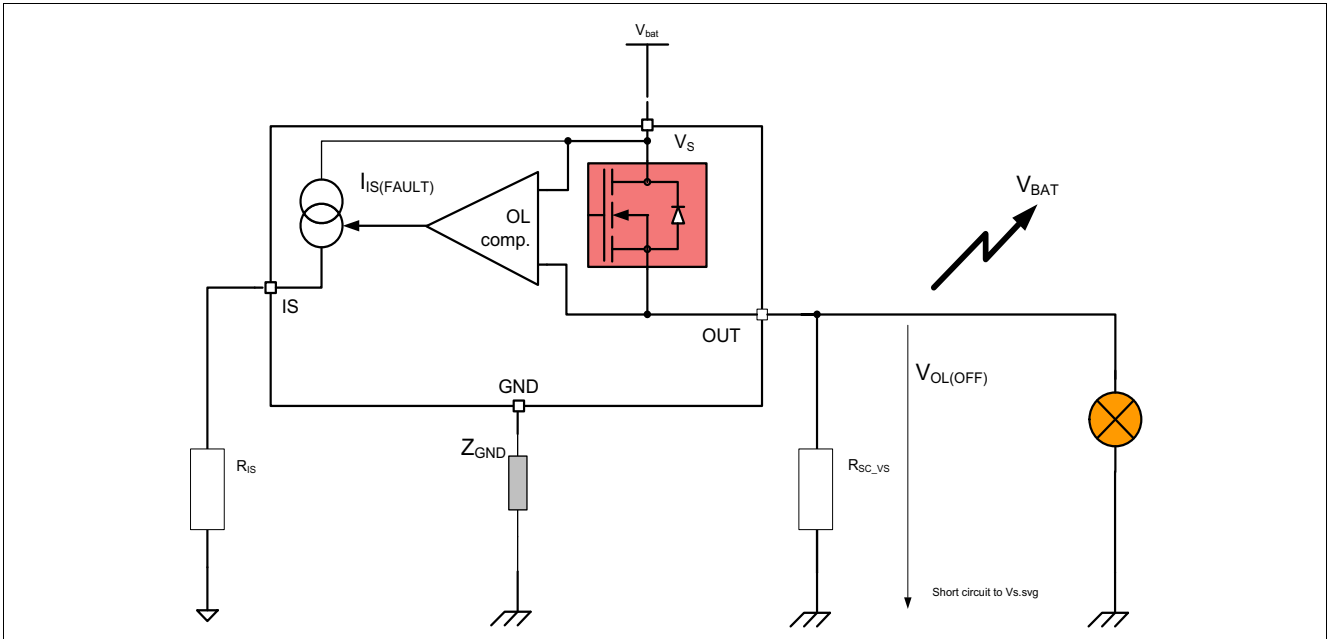 Vbat
VS
IIS(FAULT)
OL
comp.
VBAT
IS
OUT
VOL(OFF)
GND
ZGND
RIS
RSC_VS
Short circuit to Vs.svg